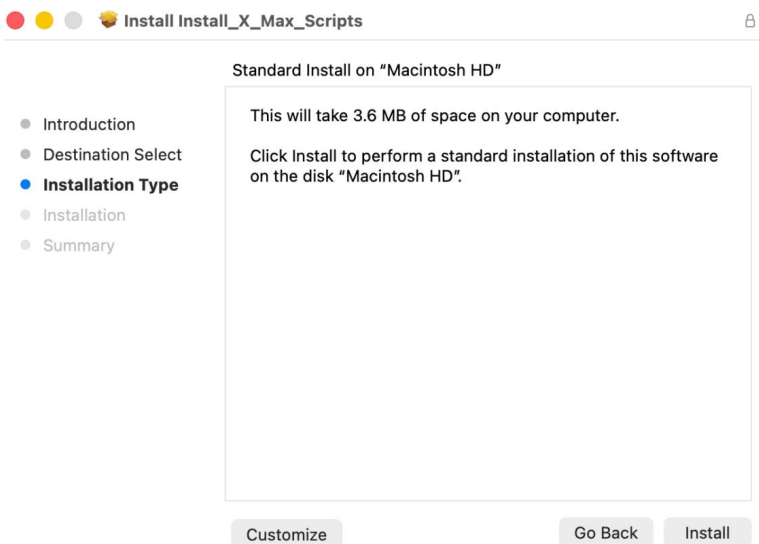 Install Install_X_Max_Scripts
Standard Install on “Macintosh HD”
Introduction
Destination Select
Installation Type
Installation
Summary
This will take 3.6 MB of space on your computer.
Click Install to perform a standard installation of this software
on the disk “Macintosh HD”.
Customize
Go Back
Install